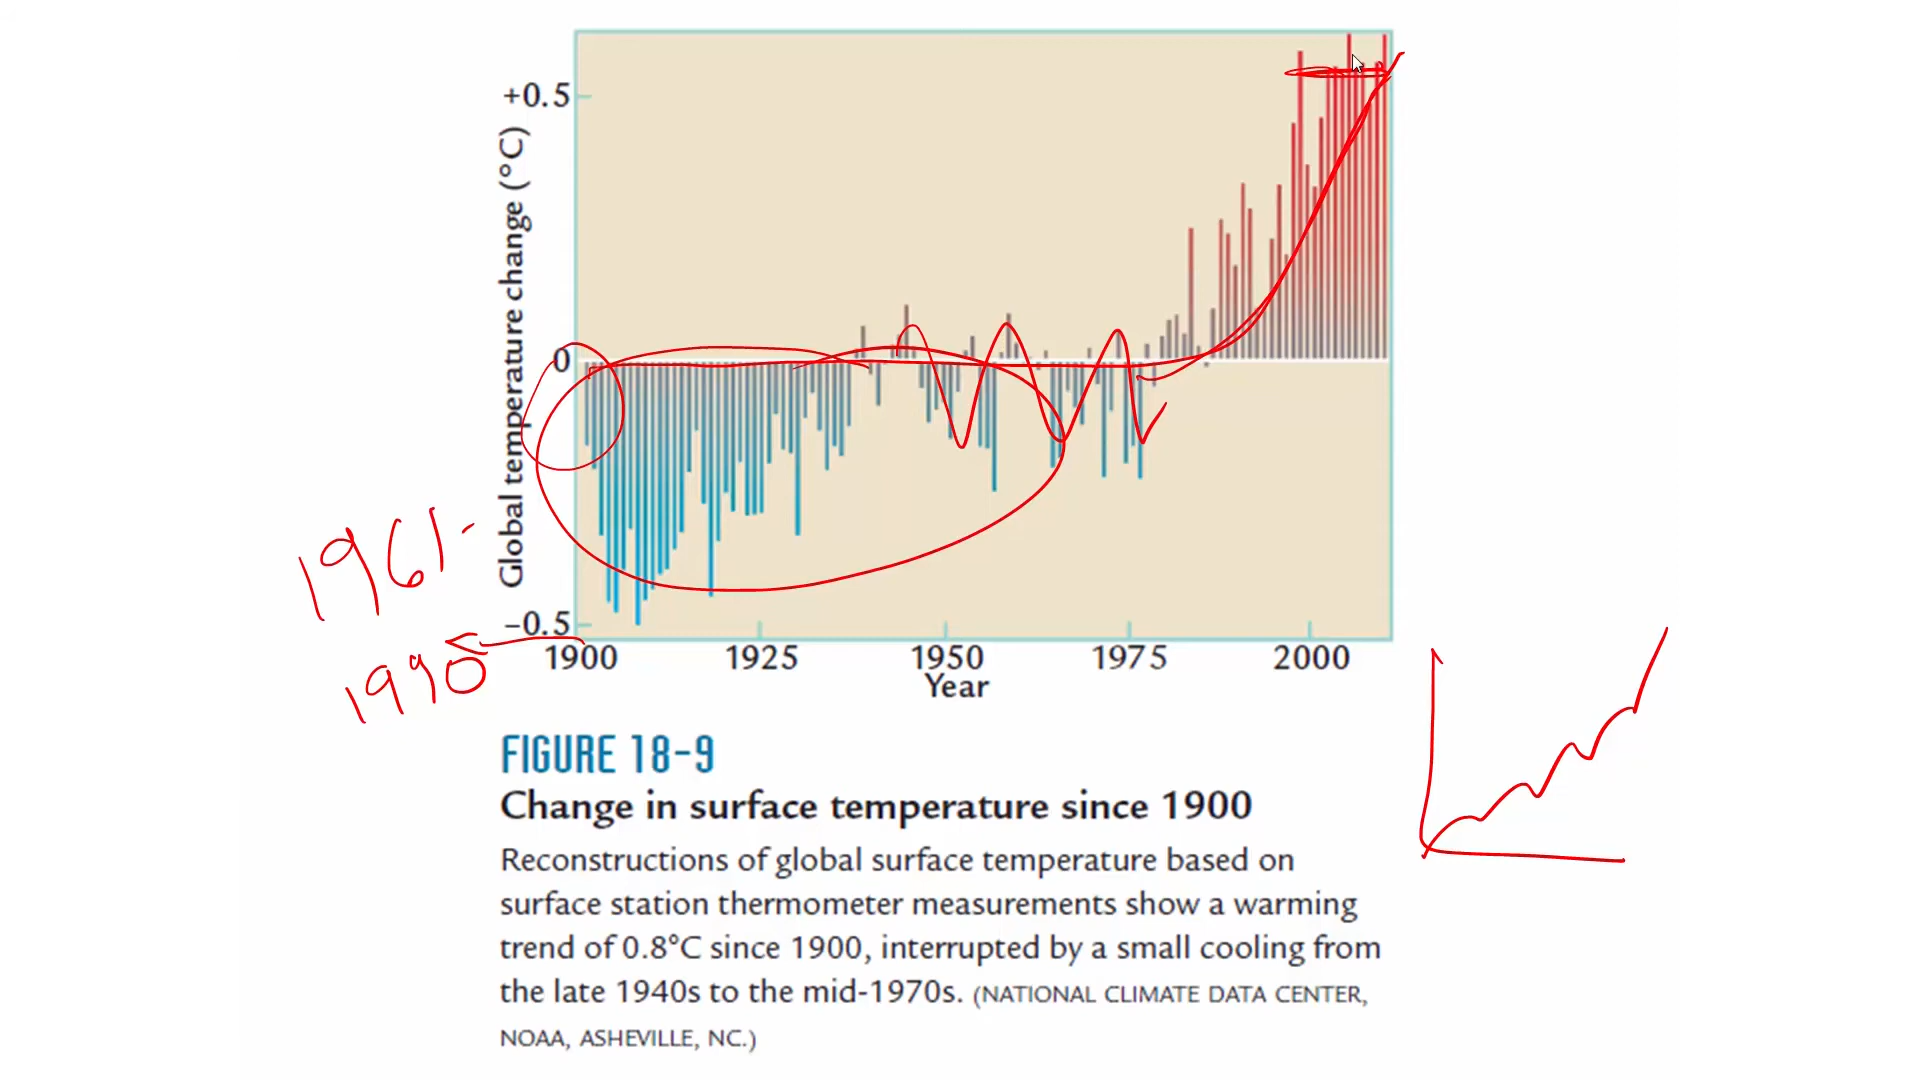 +0.5
0
−0.5
Global temperature change (°C)
1900 1925 1950 1975 2000
Year
1961-
1990
FIGURE 18-9
Change in surface temperature since 1900
Reconstructions of global surface temperature based on
surface station thermometer measurements show a warming
trend of 0.8°C since 1900, interrupted by a small cooling from
the late 1940s to the mid-1970s. (NATIONAL CLIMATE DATA CENTER,
NOAA, ASHEVILLE, NC.)